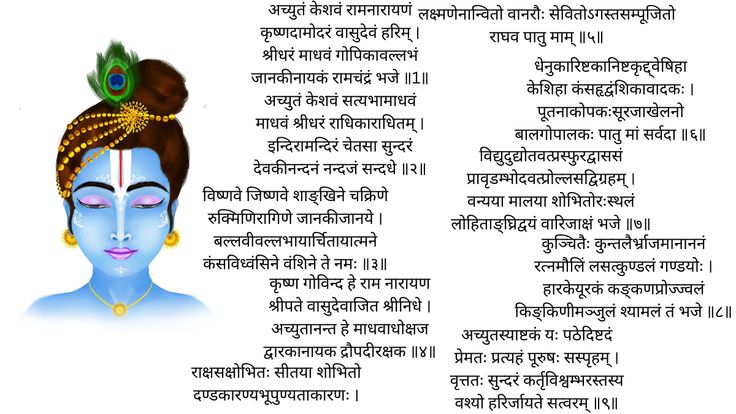 अच्युतं केशवं रामनारायणं
कृष्णदामोदरं वासुदेवं हरिम् ।
श्रीधरं माधवं गोपिकावल्लभं
जानकीनायकं रामचंद्रं भजे ॥1॥
अच्युतं केशवं सत्यभामाधवं
माधवं श्रीधरं राधिकाराधितम् ।
इन्दिरामन्दिरं चेतसा सुन्दरं
देवकीनन्दनं नन्दजं सन्दधे ॥२॥
विष्णवे जिष्णवे शाङ्खिने चक्रिणे
रुक्मिणिरागिणे जानकीजानये ।
बल्लवीवल्लभायार्चितायात्मने
कंसविध्वंसिने वंशिने ते नमः ॥३॥
कृष्ण गोविन्द हे राम नारायण
श्रीपते वासुदेवाजित श्रीनिधे ।
अच्युतानन्त हे माधवाधोक्षज
द्वारकानायक द्रौपदीरक्षक ॥४॥
राक्षसक्षोभितः सीतया शोभितो
दण्डकारण्यभूपुण्यताकारणः ।
लक्ष्मणेनान्वितो वानरौः सेवितोऽगस्तसम्पूजितो
राघव पातु माम् ॥५॥
धेनुकारिष्टकानिष्टकृद्द्वेषिहा
केशिहा कंसहृद्वंशिकावादकः ।
पूतनाकोपकःसूरजाखेलनो
बालगोपालकः पातु मां सर्वदा ॥६॥
विद्युदुद्योतवत्प्रस्फुरद्वाससं
प्रावृडम्भोदवत्प्रोल्लसद्विग्रहम् ।
वन्यया मालया शोभितोरःस्थलं
लोहिताङ्घ्रिद्वयं वारिजाक्षं भजे ॥७॥
कुञ्चितैः कुन्तलैर्भ्राजमानाननं
रत्नमौलिं लसत्कुण्डलं गण्डयोः ।
हारकेयूरकं कङ्कणप्रोज्ज्वलं
किङ्किणीमञ्जुलं श्यामलं तं भजे ॥८॥
अच्युतस्याष्टकं यः पठेदिष्टदं
प्रेमतः प्रत्यहं पूरुषः सस्पृहम् ।
वृत्ततः सुन्दरं कर्तृविश्वम्भरस्तस्य
वश्यो हरिर्जायते सत्वरम् ॥९॥